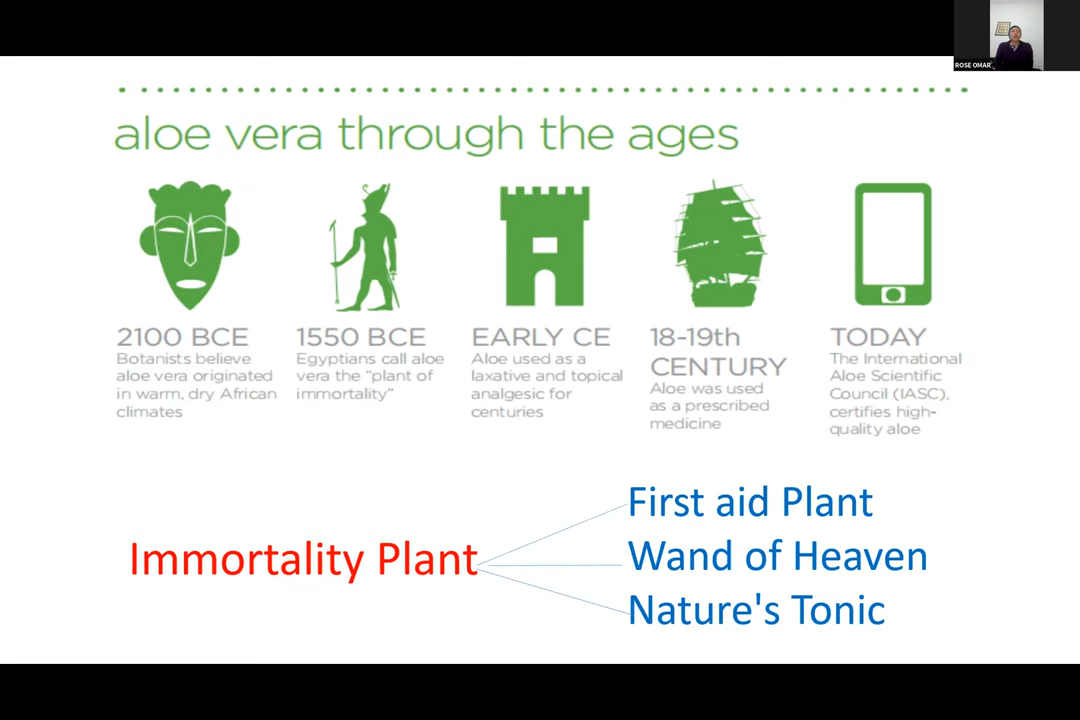 ROSE OMAR
aloe vera through the ages
2100 BCE
Botanists believe
aloe vera originated
in warm, dry African
climates
1550 BCE
Egyptians call aloe
vera the "plant of
immortality"
EARLY CE
Aloe used as a
laxative and topical
analgesic for
centuries
18-19th
CENTURY
Aloe was used
as a prescribed
medicine
TODAY
The International
Aloe Scientific
Council (IASC),
certifies high-
quality aloe
Immortality Plant
First aid Plant
Wand of Heaven
Nature's Tonic